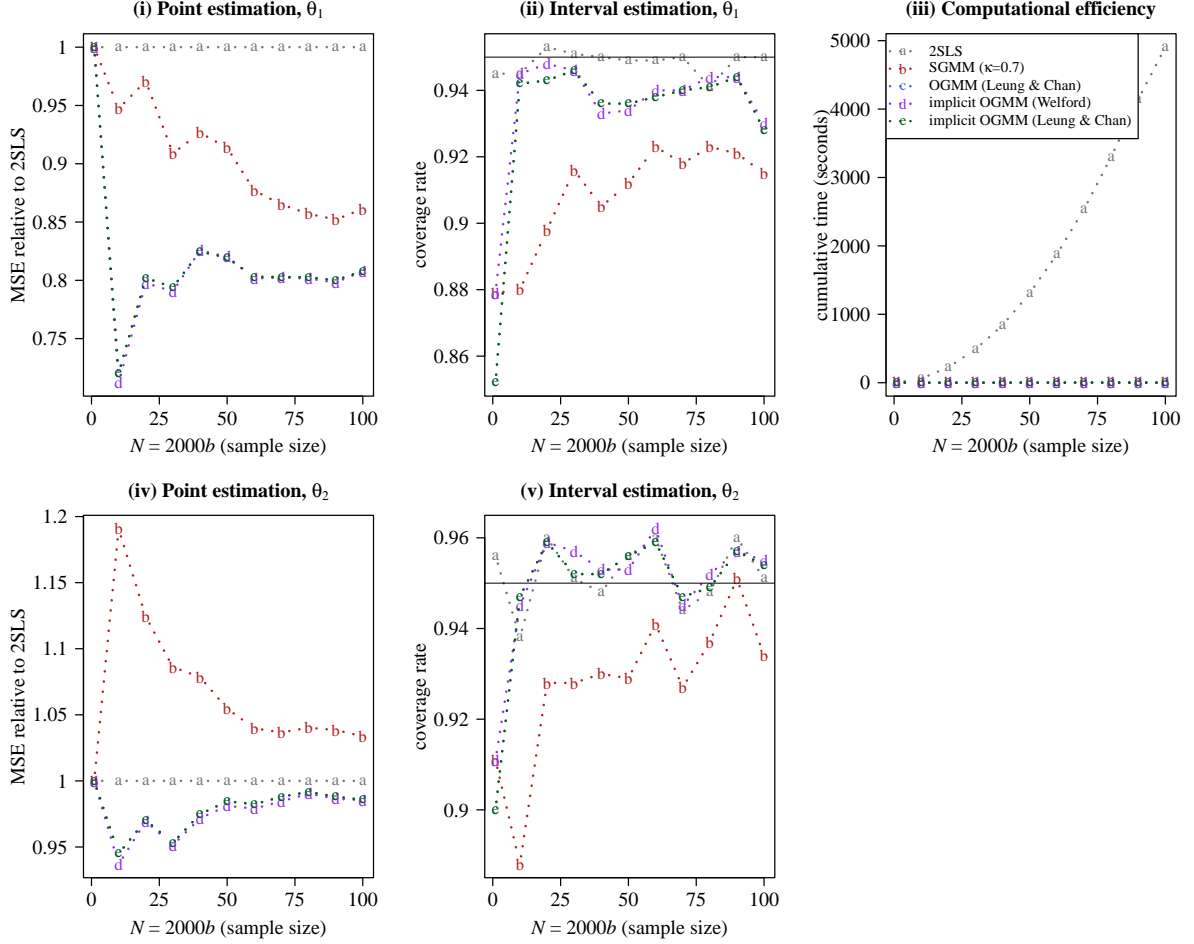 (i) Point estimation, θ1
MSE relative to 2SLS
1
0.95
0.9
0.85
0.8
0.75
0 25 50 75 100
N = 2000b (sample size)
(ii) Interval estimation, θ1
coverage rate
0.94
0.92
0.9
0.88
0.86
0 25 50 75 100
N = 2000b (sample size)
(iii) Computational efficiency
cumulative time (seconds)
5000
4000
3000
2000
1000
0
a 2SLS
b SGMM (κ=0.7)
c OGMM (Leung & Chan)
d implicit OGMM (Welford)
e implicit OGMM (Leung & Chan)
0 25 50 75 100
N = 2000b (sample size)
(iv) Point estimation, θ2
MSE relative to 2SLS
1.2
1.15
1.1
1.05
1
0.95
0 25 50 75 100
N = 2000b (sample size)
(v) Interval estimation, θ2
coverage rate
0.96
0.94
0.92
0.9
0 25 50 75 100
N = 2000b (sample size)